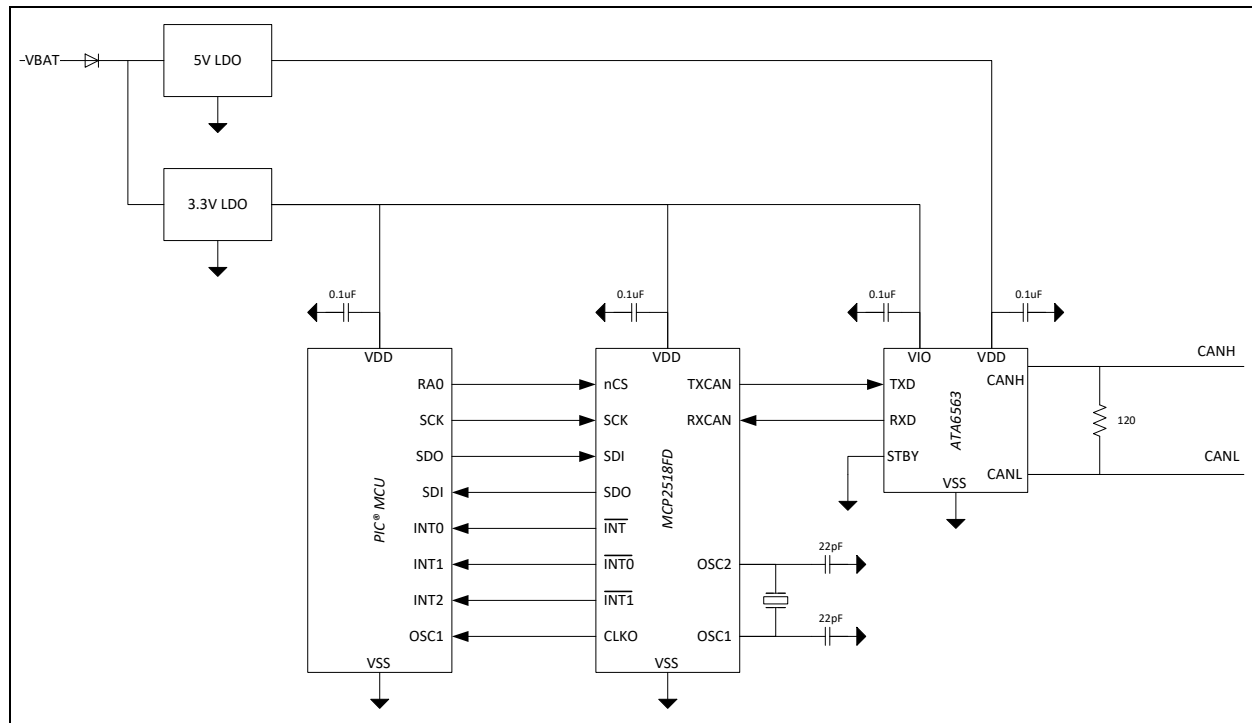 VBAT
5V LDO
3.3V LDO
0.1uF
0.1uF
0.1uF
0.1uF
VDD
RA0
SCK
SDO
SDI
INT0
INT1
INT2
OSC1
VSS
PIC® MCU
VDD
nCS
SCK
SDI
SDO
INT
INT0
INT1
CLKO
VSS
MCP2518FD
TXCAN
RXCAN
OSC2
OSC1
22pF
22pF
VIO
VDD
TXD
RXD
STBY
VSS
ATA6563
CANH
CANL
CANH
120
CANL